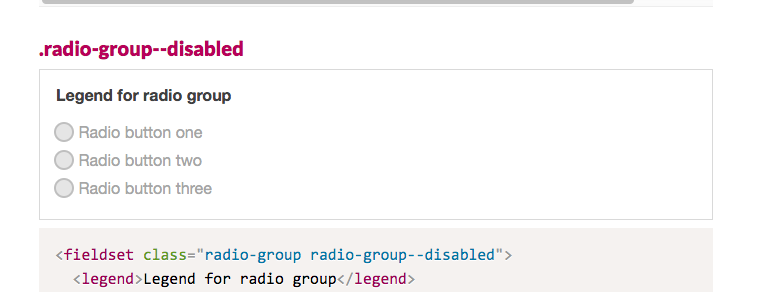 .radio-group--disabled
Legend for radio group
Radio button one
Radio button two
Radio button three
<fieldset class="radio-group radio-group--disabled">
<legend>Legend for radio group</legend>